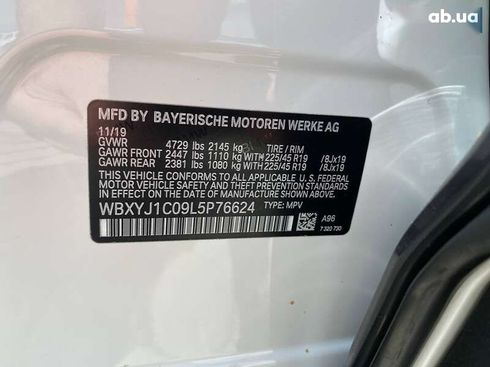 ab.ua
MFD BY BAYERISCHE MOTOREN WERKE AG
11/19
GVWR 4729 lbs 2145 kg TIRE / RIM
GAWR FRONT 2447 lbs 1110 kg WITH 225/45 R19 /8Jx19
GAWR REAR 2381 lbs 1080 kg WITH 225/45 R19 /8Jx19
THIS VEHICLE CONFORMS TO ALL APPLICABLE U.S. FEDERAL
MOTOR VEHICLE SAFETY, BUMPER, AND THEFT PREVENTION
STANDARDS IN EFFECT ON THE DATE OF MANUFACTURE SHOWN ABOVE.
WBXYJ1C09L5P76624 TYPE: MPV
A96
7 320 730